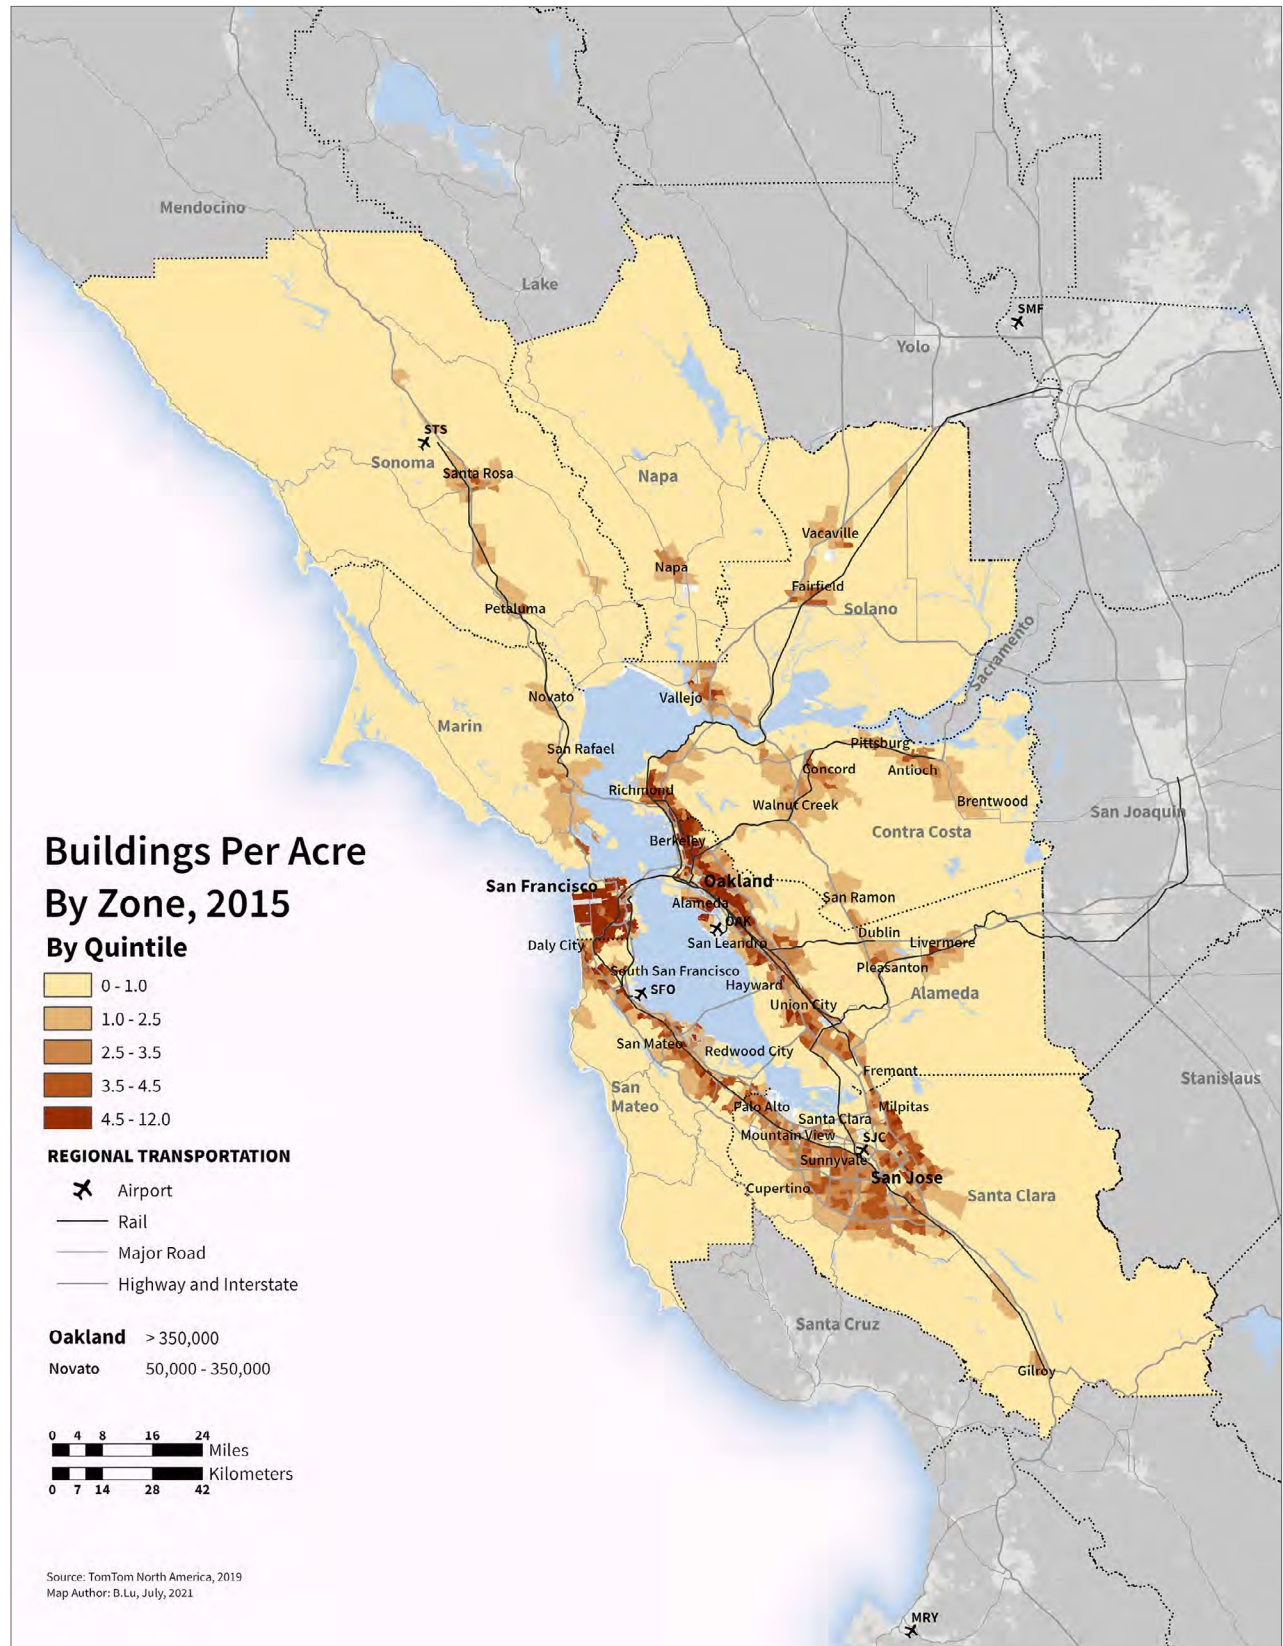 Mendocino
Lake
SMF
Yolo
STS
Sonoma
Santa Rosa
Napa
Vacaville
Napa
Fairfield
Solano
Petaluma
Sacramento
Novato
Vallejo
Marin
San Rafael
Pittsburg
Concord
Antioch
Richmond
Walnut Creek
Brentwood
San Joaquin
Contra Costa
Berkeley
Buildings Per Acre
By Zone, 2015
By Quintile
0 - 1.0
1.0 - 2.5
2.5 - 3.5
3.5 - 4.5
4.5 - 12.0
San Francisco
Oakland
San Ramon
Alameda
OAK
Daly City
San Leandro
Dublin
Livermore
South San Francisco
Pleasanton
SFO
Hayward
Alameda
Union City
San Mateo
Redwood City
Fremont
Stanislaus
San
Mateo
Palo Alto
Milpitas
Santa Clara
Mountain View
SJC
Sunnyvale
San Jose
Cupertino
Santa Clara
Santa Cruz
Gilroy
MRY
REGIONAL TRANSPORTATION
Airport
Rail
Major Road
Highway and Interstate
Oakland > 350,000
Novato 50,000 - 350,000
0 4 8 16 24
Miles
Kilometers
0 7 14 28 42
Source: TomTom North America, 2019
Map Author: B.Lu, July, 2021